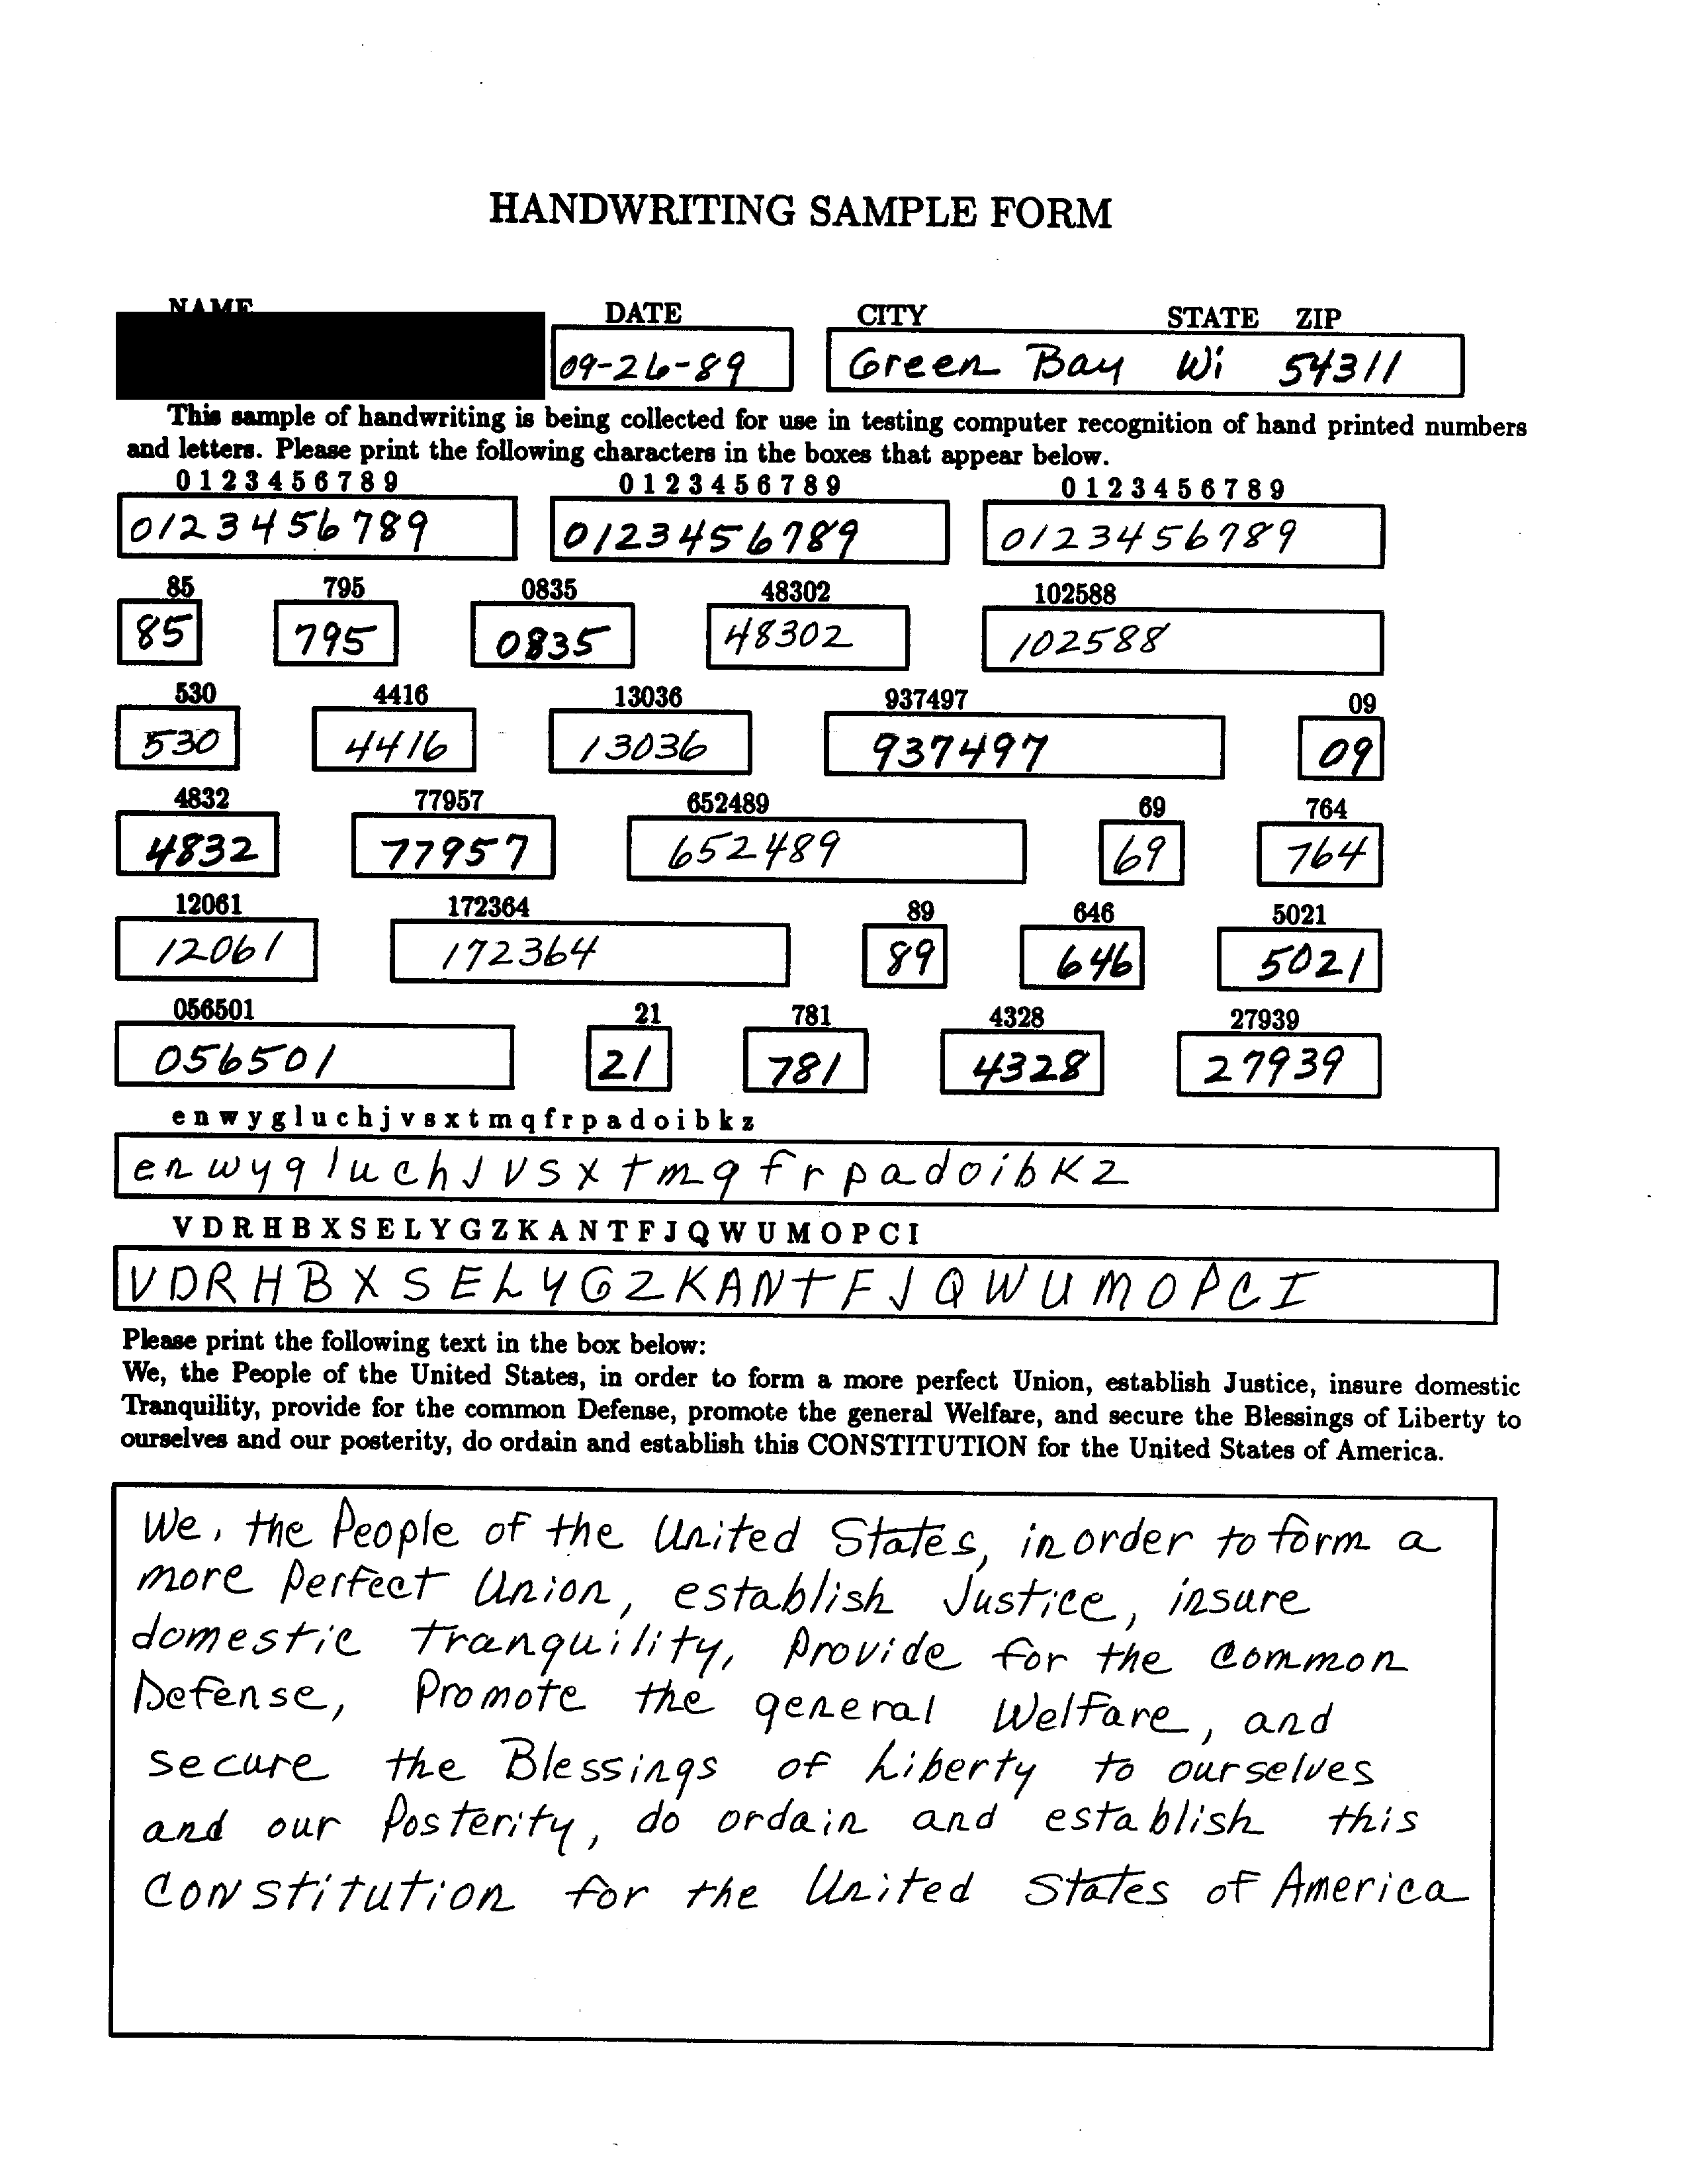 HANDWRITING SAMPLE FORM
NAME DATE CITY STATE ZIP
09-26-89 Green Bay Wi 54311
This sample of handwriting is being collected for use in testing computer recognition of hand printed numbers
and letters. Please print the following characters in the boxes that appear below.
0 1 2 3 4 5 6 7 8 9 0 1 2 3 4 5 6 7 8 9 0 1 2 3 4 5 6 7 8 9
0123456789 0123456789 0123456789
85 795 0835 48302 102588
85 795 0835 48302 102588
530 4416 13036 937497 09
530 4416 13036 937497 09
4832 77957 652489 69 764
4832 77957 652489 69 764
12061 172364 89 646 5021
12061 172364 89 646 5021
056501 21 781 4328 27939
056501 21 781 4328 27939
e n w y g l u c h j v s x t m q f r p a d o i b k z
e n w y g l u c h j v s x t m q f r p a d o i b k z
V D R H B X S E L Y G Z K A N T F J Q W U M O P C I
V D R H B X S E L Y G Z K A N T F J Q W U M O P C I
Please print the following text in the box below:
We, the People of the United States, in order to form a more perfect Union, establish Justice, insure domestic
Tranquility, provide for the common Defense, promote the general Welfare, and secure the Blessings of Liberty to
ourselves and our posterity, do ordain and establish this CONSTITUTION for the United States of America.
We, the People of the United States, in order to form a
more perfect Union, establish Justice, insure
domestic tranquility, provide for the common
Defense, Promote the general Welfare, and
secure the Blessings of Liberty to ourselves
and our Posterity, do ordain and establish this
Constitution for the United States of America